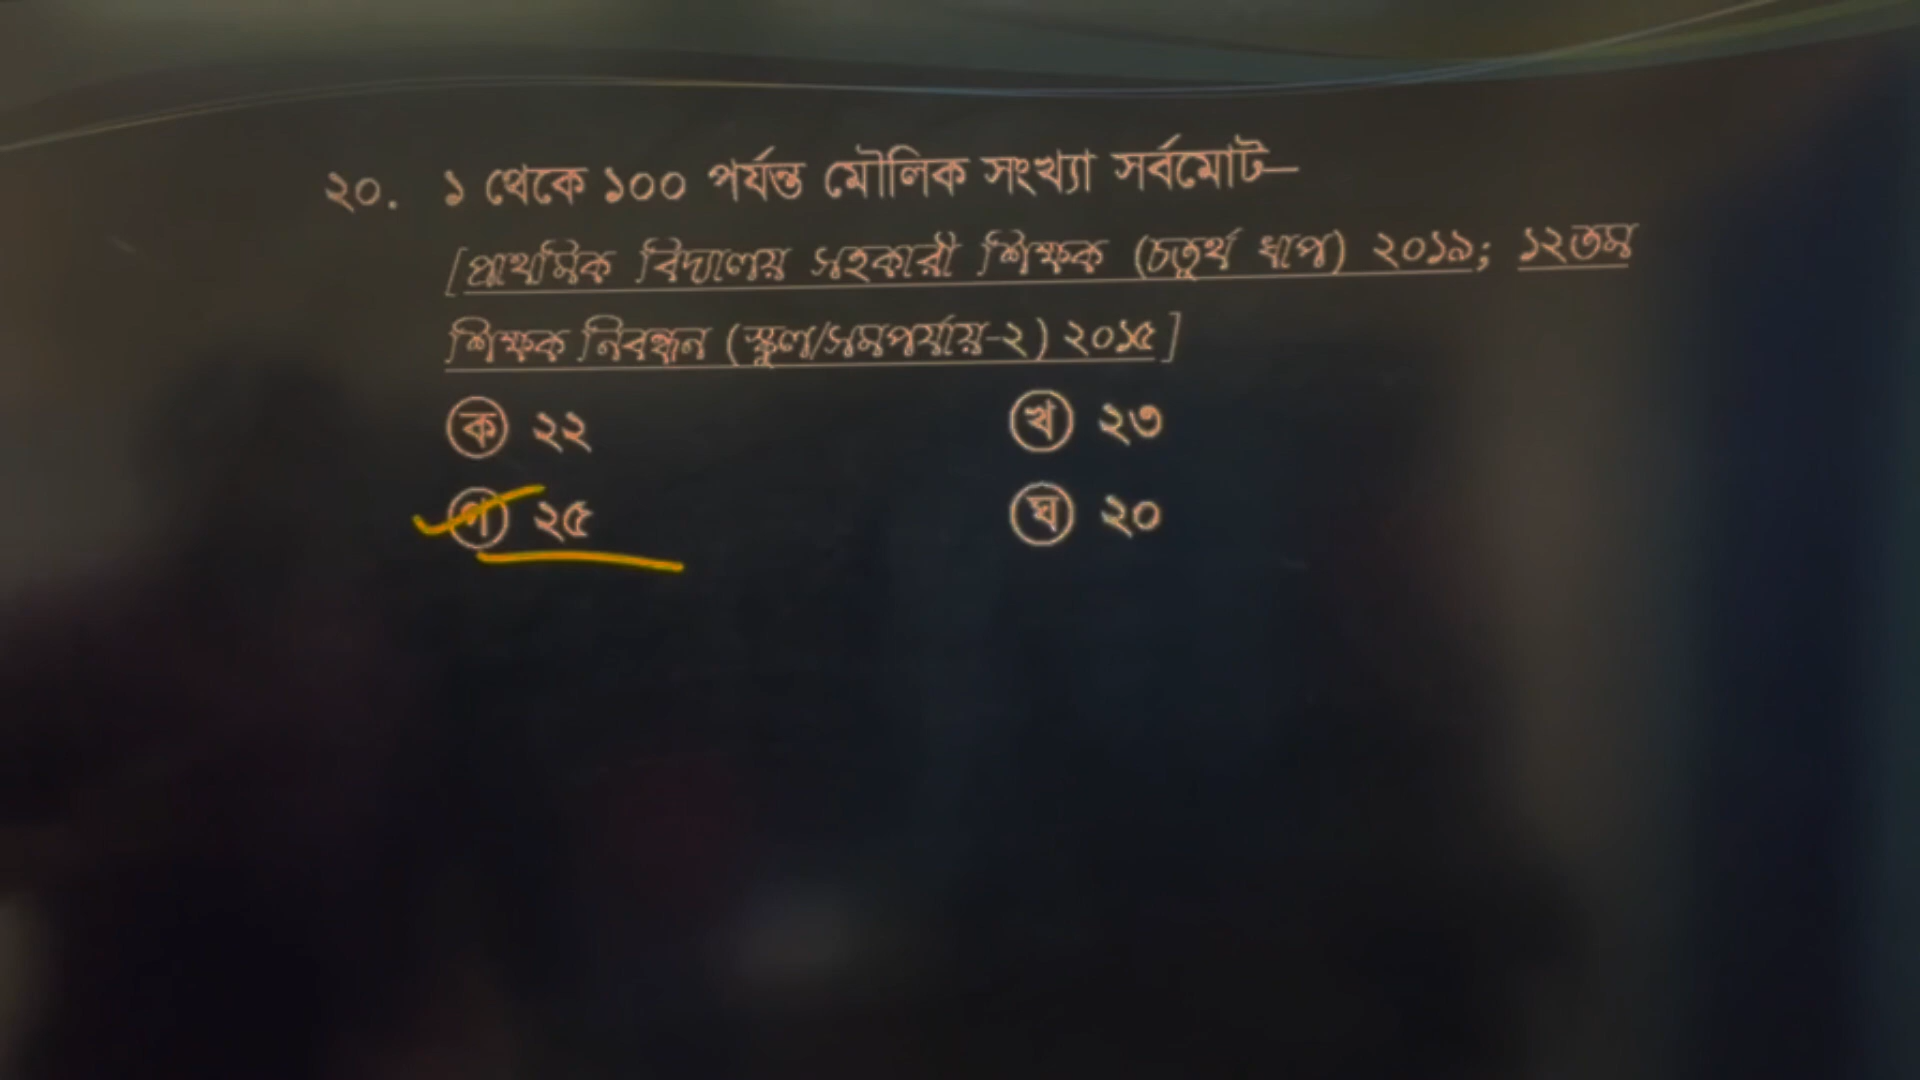 ২০. ১ থেকে ১০০ পর্যন্ত মৌলিক সংখ্যা সর্বমোট—
[প্রাথমিক বিদ্যালয় সহকারী শিক্ষক (চতুর্থ ধাপ) ২০১৯; ১২তম
শিক্ষক নিবন্ধন (স্কুল/সমপর্যায়-২) ২০১৫]
ক ২২ খ ২৩
গ ২৫ ঘ ২০